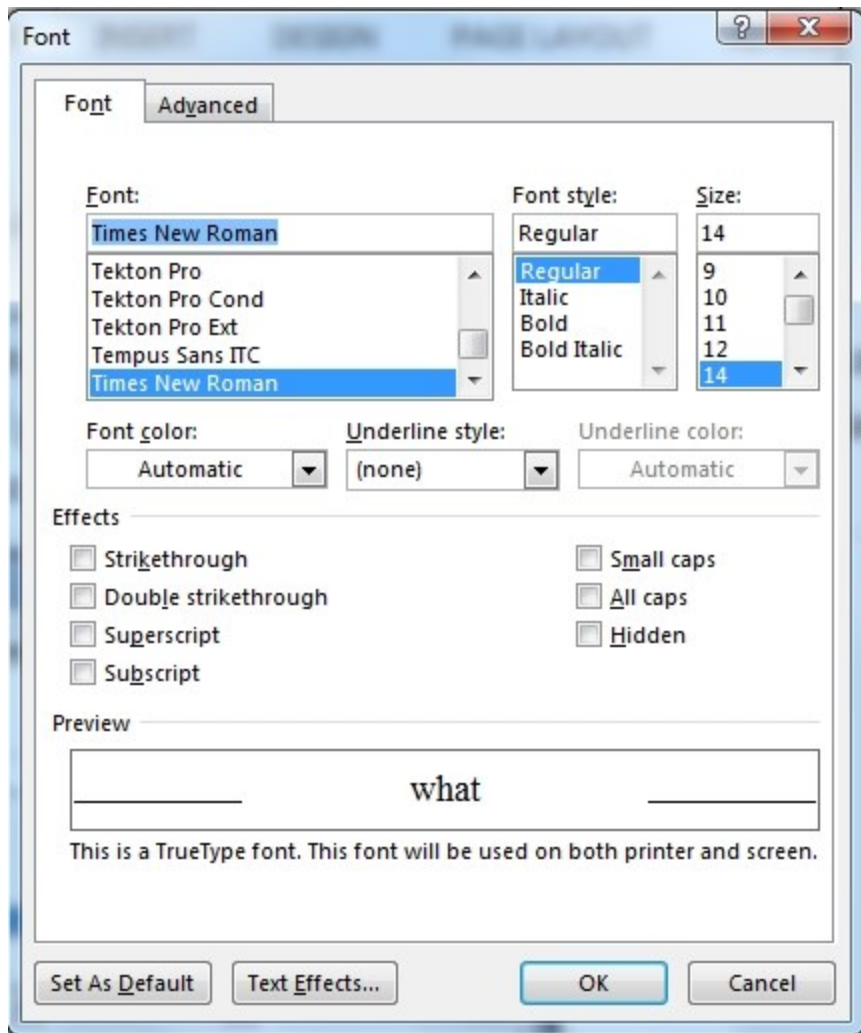 Font INSERT DESIGN PAGE LAYOUT ? X
Font Advanced
Font: Font style: Size:
Times New Roman Regular 14
Tekton Pro Regular 9
Tekton Pro Cond Italic 10
Tekton Pro Ext Bold 11
Tempus Sans ITC Bold Italic 12
Times New Roman 14
Font color: Underline style: Underline color:
Automatic (none) Automatic
Effects
Strikethrough Small caps
Double strikethrough All caps
Superscript Hidden
Subscript
Preview
what
This is a TrueType font. This font will be used on both printer and screen.
Set As Default Text Effects... OK Cancel